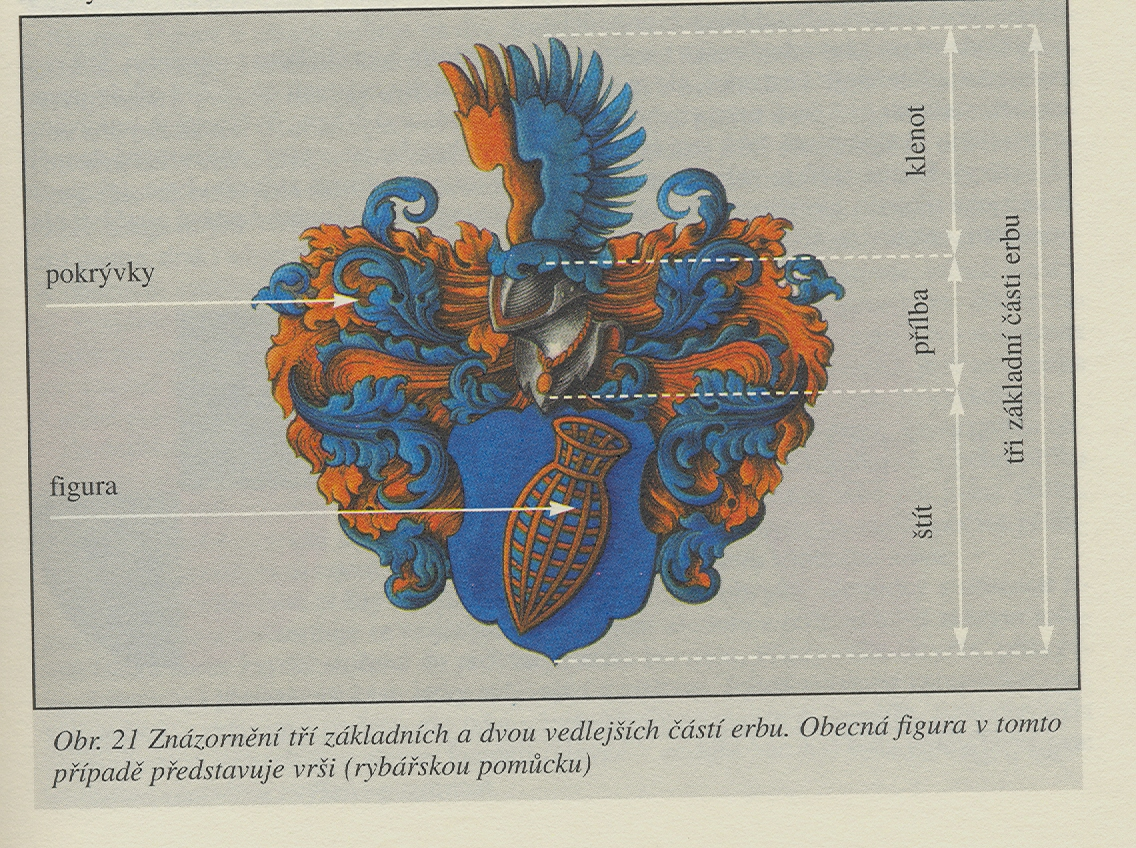 klenot
pokrývky
přílba
tři základní části erbu
figura
štít
Obr. 21 Znázornění tří základních a dvou vedlejších částí erbu. Obecná figura v tomto
případě představuje vrši (rybářskou pomůcku)